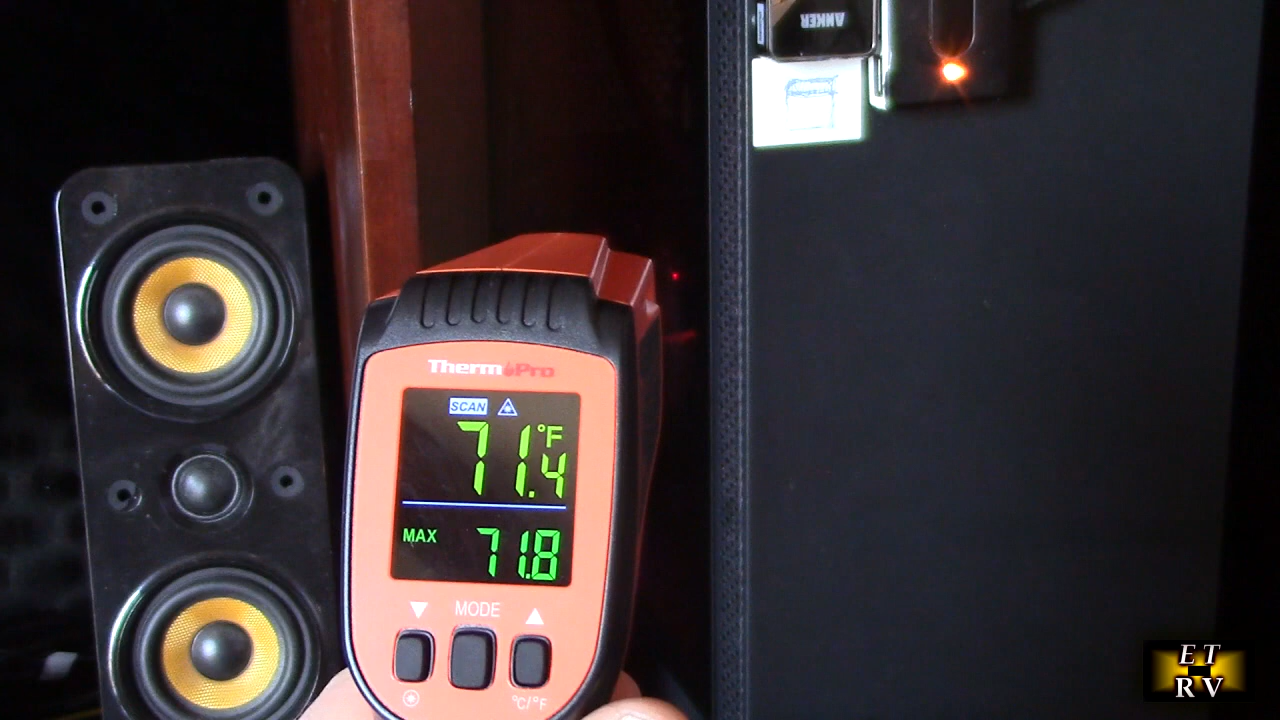 ANKER
ThermoPro
SCAN
71.4 °F
MAX 71.8
▼ MODE ▲
°C/°F
ET
RV